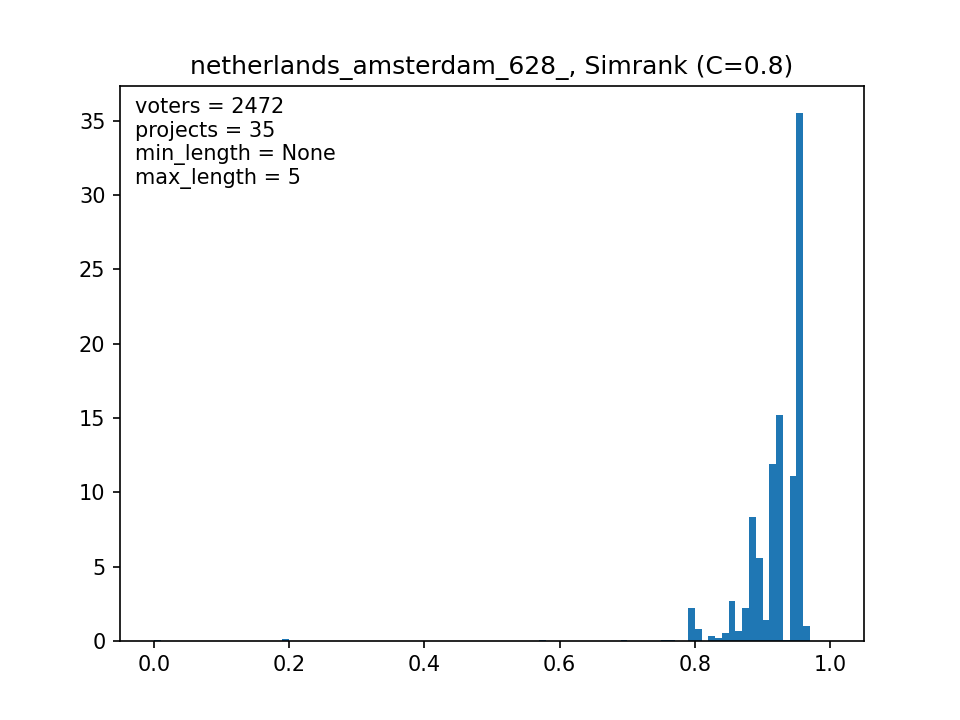 netherlands_amsterdam_628_, Simrank (C=0.8)
voters = 2472
projects = 35
min_length = None
max_length = 5
35
30
25
20
15
10
5
0
0.0 0.2 0.4 0.6 0.8 1.0